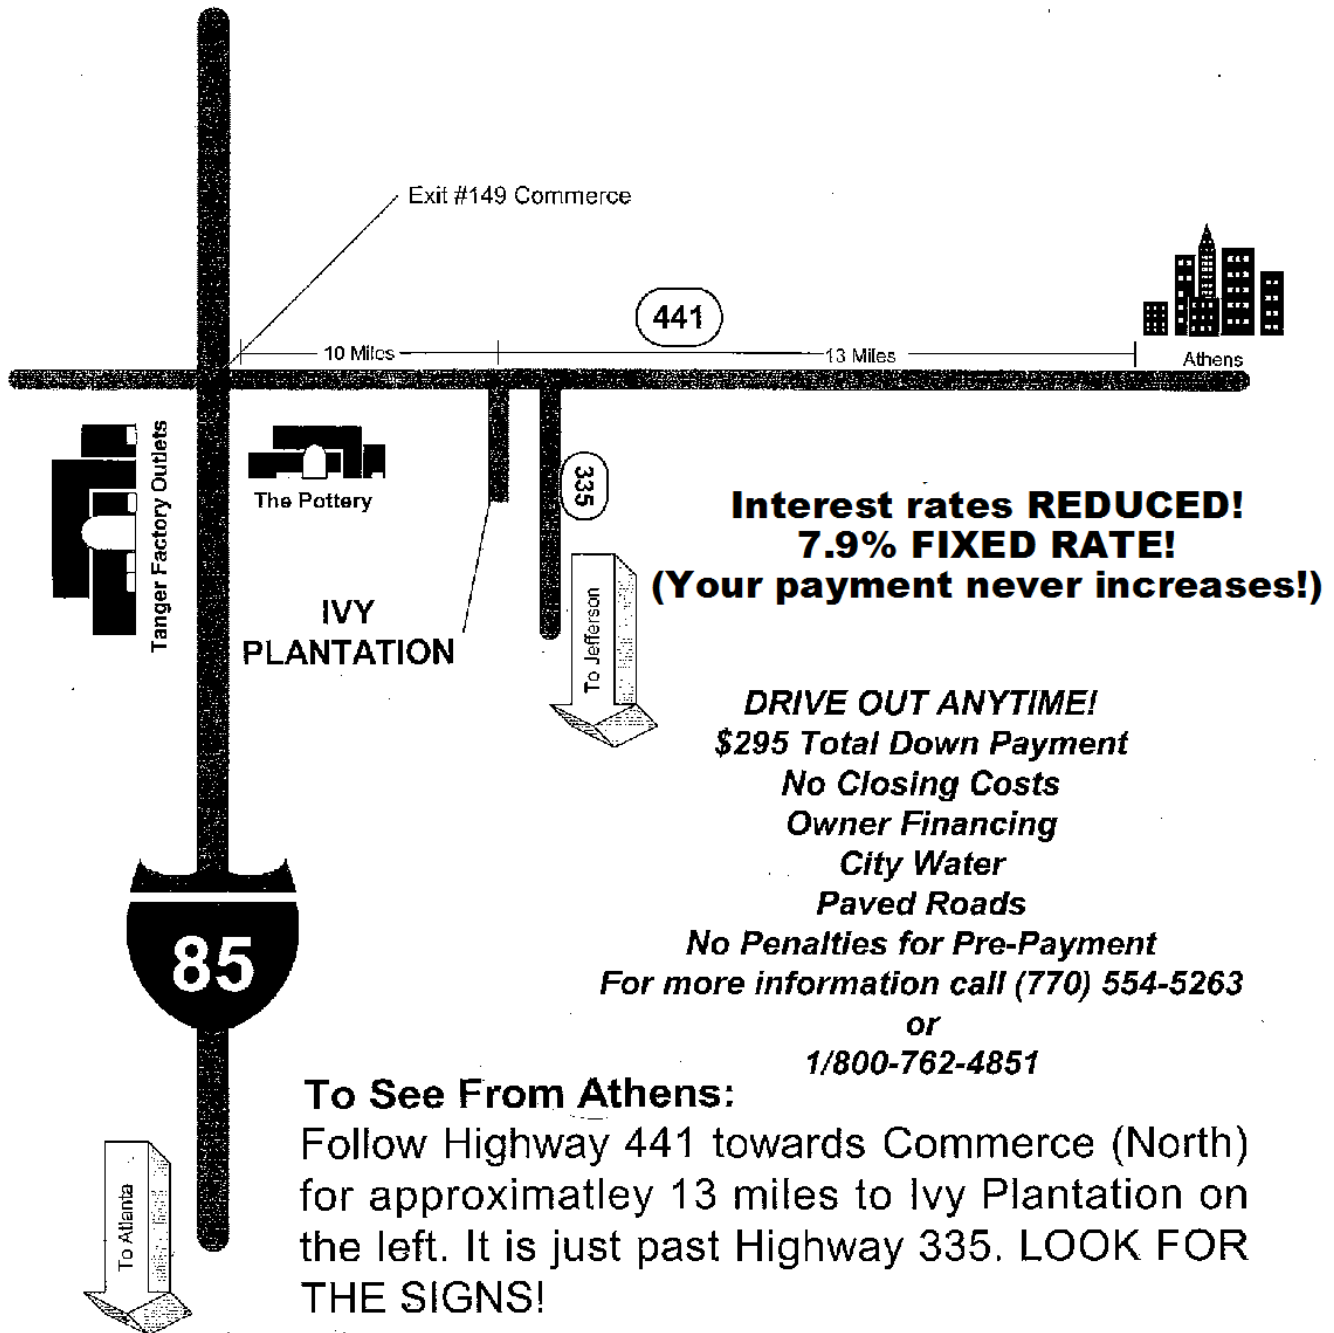 Exit #149 Commerce
441
10 Miles
13 Miles
Athens
Tanger Factory Outlets
The Pottery
335
Interest rates REDUCED!
7.9% FIXED RATE!
(Your payment never increases!)
IVY
PLANTATION
To Jefferson
DRIVE OUT ANYTIME!
$295 Total Down Payment
No Closing Costs
Owner Financing
City Water
Paved Roads
No Penalties for Pre-Payment
For more information call (770) 554-5263
or
1/800-762-4851
85
To Atlanta
To See From Athens:
Follow Highway 441 towards Commerce (North)
for approximatley 13 miles to Ivy Plantation on
the left. It is just past Highway 335. LOOK FOR
THE SIGNS!